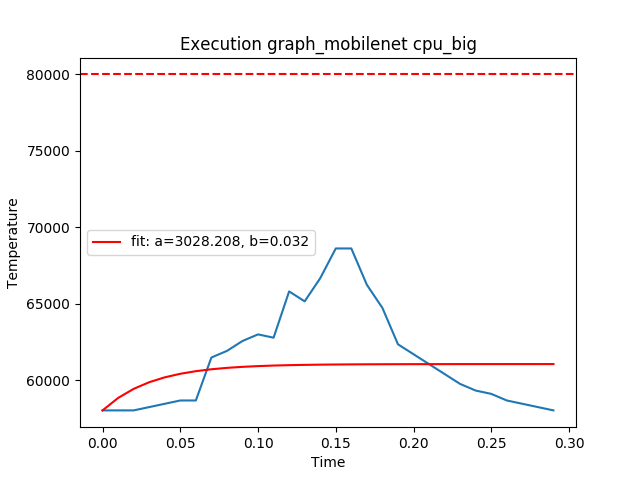 Execution graph_mobilenet cpu_big
80000
75000
70000
65000
60000
Temperature
fit: a=3028.208, b=0.032
0.00 0.05 0.10 0.15 0.20 0.25 0.30
Time